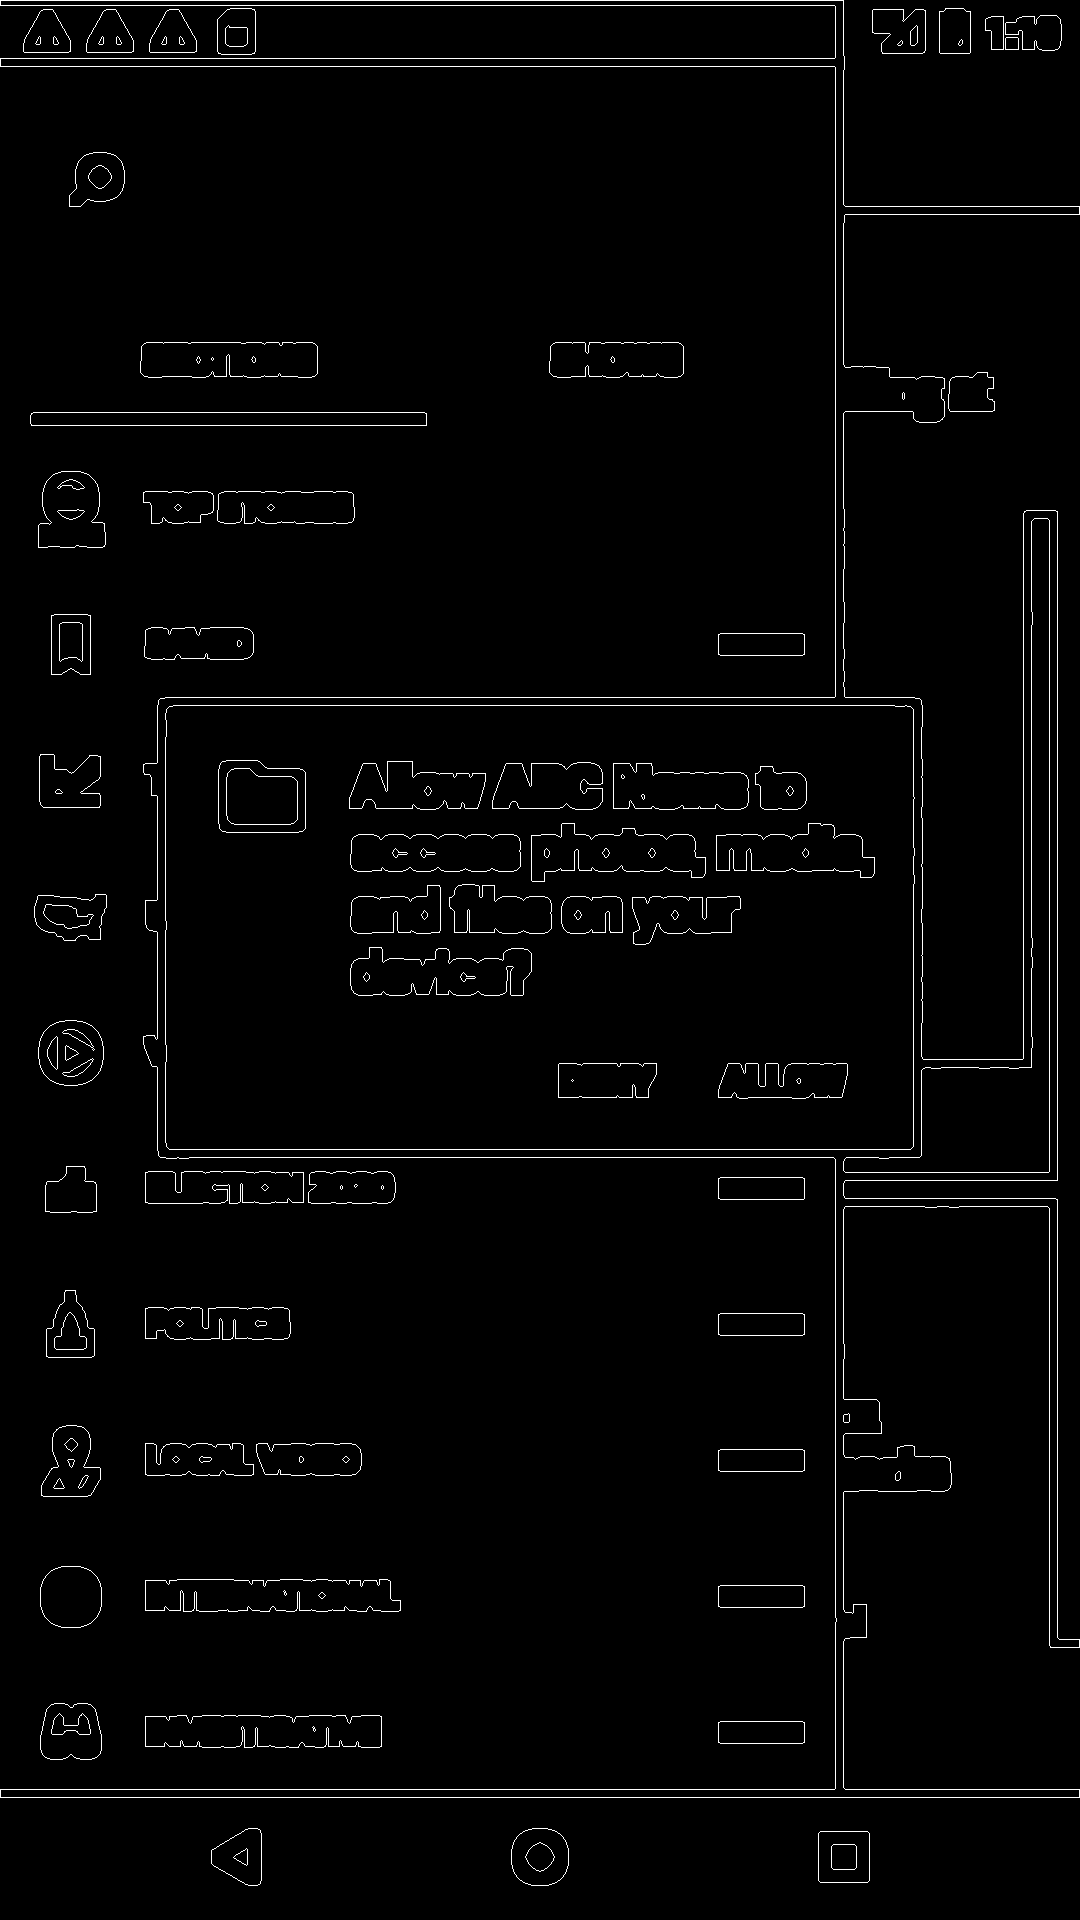 1:10
SECTIONS
SHOWS
TOP STORIES
SAVED
Allow ABC News to
access photos, media,
and files on your
device?
DENY ALLOW
ELECTION 2020
POLITICS
LOCAL VIDEO
INTERNATIONAL
INVESTIGATIVE